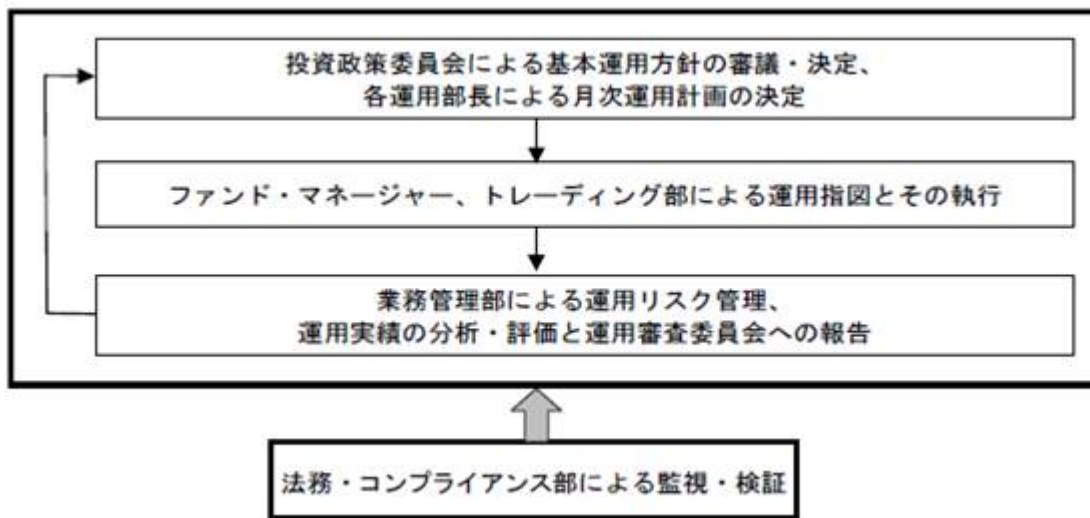 投資政策委員会による基本運用方針の審議・決定、
各運用部長による月次運用計画の決定
ファンド・マネージャー、トレーディング部による運用指図とその執行
業務管理部による運用リスク管理、
運用実績の分析・評価と運用審査委員会への報告
法務・コンプライアンス部による監視・検証